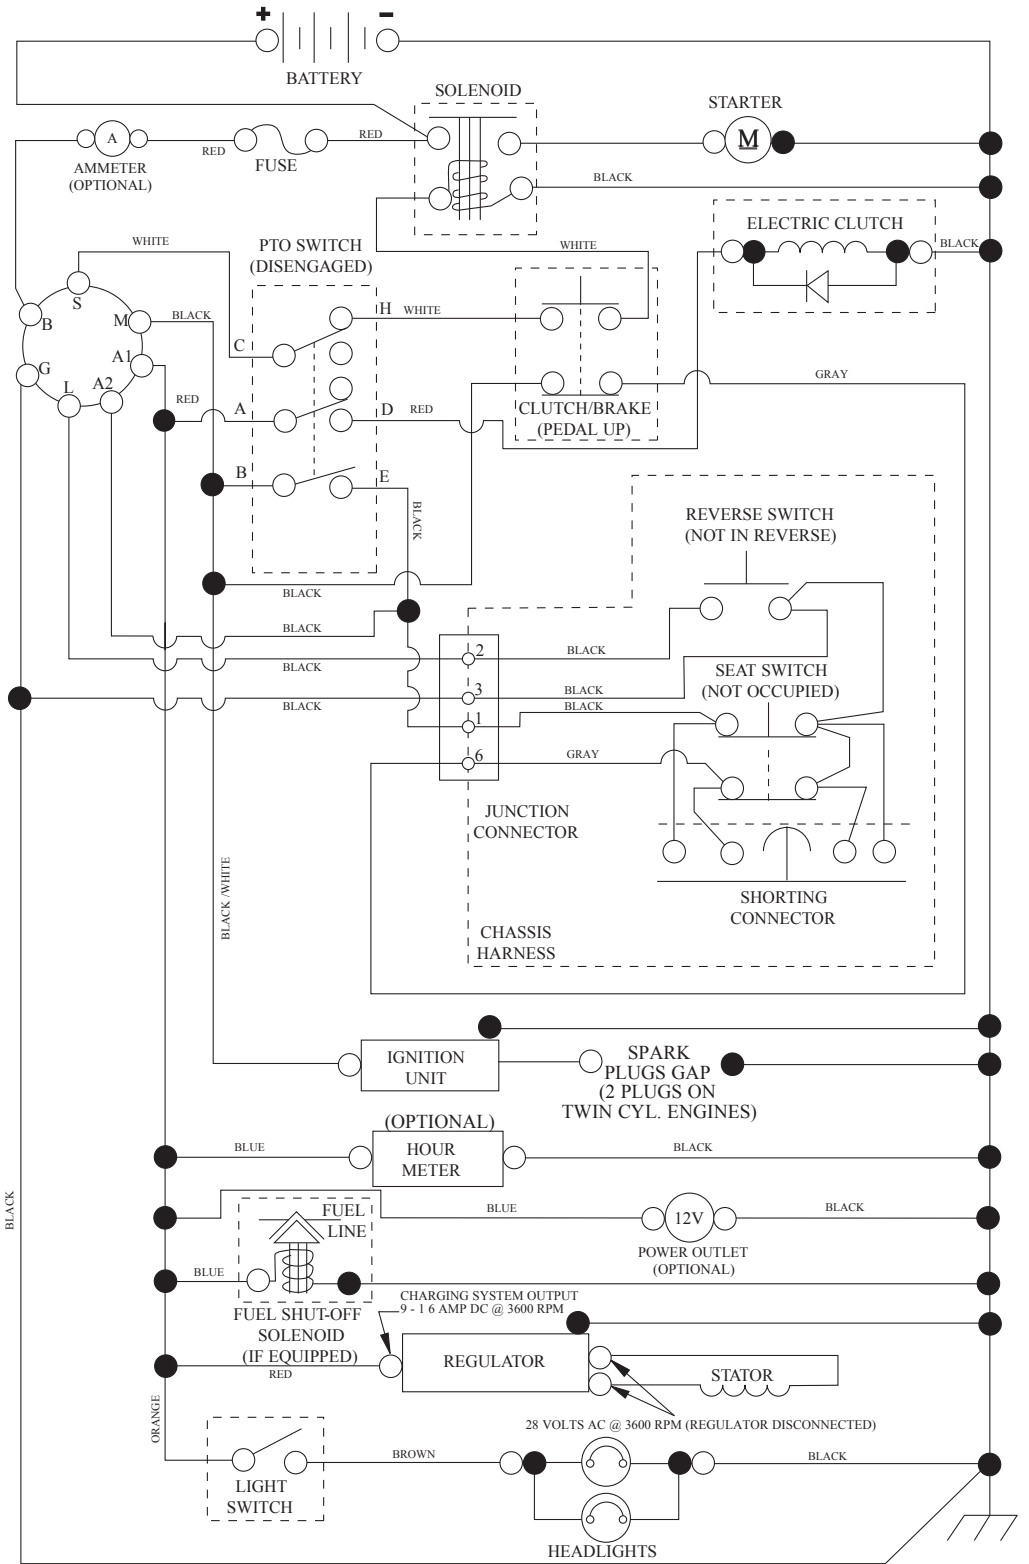 +
−
BATTERY
SOLENOID
STARTER
A
RED
AMMETER
(OPTIONAL)
RED
FUSE
M
BLACK
ELECTRIC CLUTCH
BLACK
WHITE
PTO SWITCH
(DISENGAGED)
WHITE
S
B
M
BLACK
H
WHITE
C
G
A1
L
A2
RED
A
D
RED
CLUTCH/BRAKE
(PEDAL UP)
GRAY
B
E
BLACK
REVERSE SWITCH
(NOT IN REVERSE)
BLACK
BLACK
2
BLACK
BLACK
SEAT SWITCH
(NOT OCCUPIED)
3
BLACK
BLACK
BLACK
1
6
GRAY
JUNCTION
CONNECTOR
SHORTING
CONNECTOR
BLACK /WHITE
CHASSIS
HARNESS
IGNITION
UNIT
SPARK
PLUGS GAP
(2 PLUGS ON
TWIN CYL. ENGINES)
(OPTIONAL)
HOUR
METER
BLUE
BLACK
BLACK
FUEL
LINE
BLUE
12V
BLACK
POWER OUTLET
(OPTIONAL)
BLUE
FUEL SHUT-OFF
SOLENOID
(IF EQUIPPED)
CHARGING SYSTEM OUTPUT
9 - 1 6 AMP DC @ 3600 RPM
RED
REGULATOR
STATOR
28 VOLTS AC @ 3600 RPM (REGULATOR DISCONNECTED)
ORANGE
LIGHT
SWITCH
BROWN
BLACK
HEADLIGHTS